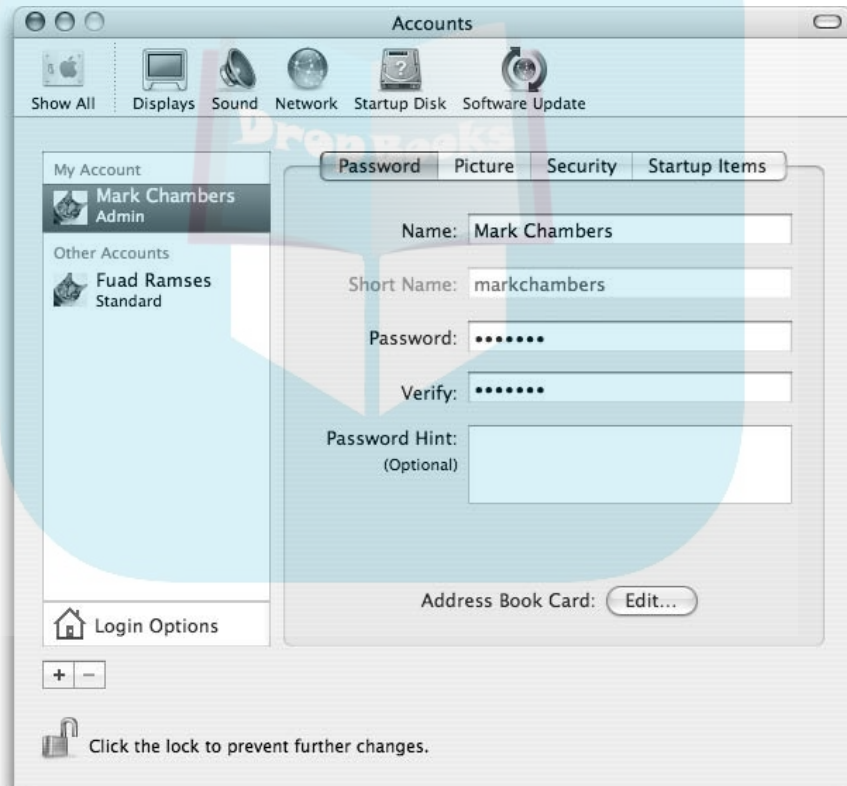 Accounts
Show All Displays Sound Network Startup Disk Software Update
DropBooks
My Account
Mark Chambers
Admin
Other Accounts
Fuad Ramses
Standard
Login Options
Password Picture Security Startup Items
Name: Mark Chambers
Short Name: markchambers
Password: •••••••
Verify: •••••••
Password Hint:
(Optional)
Address Book Card: Edit...
+ −
Click the lock to prevent further changes.